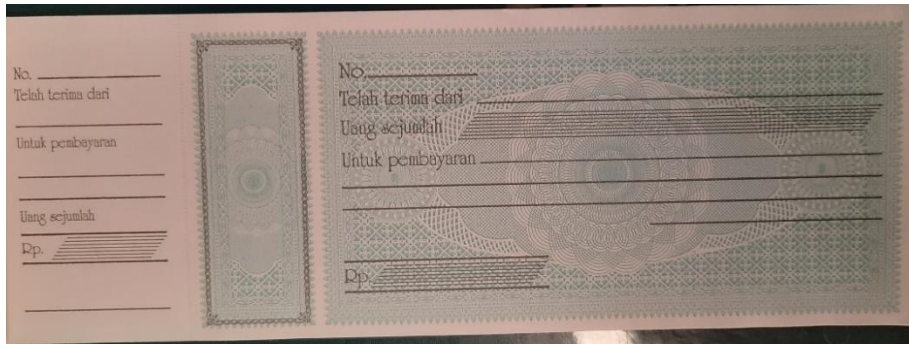 No.
Telah terima dari
Untuk pembayaran
Uang sejumlah
Rp.
No.
Telah terima dari
Uang sejumlah
Untuk pembayaran
Rp.